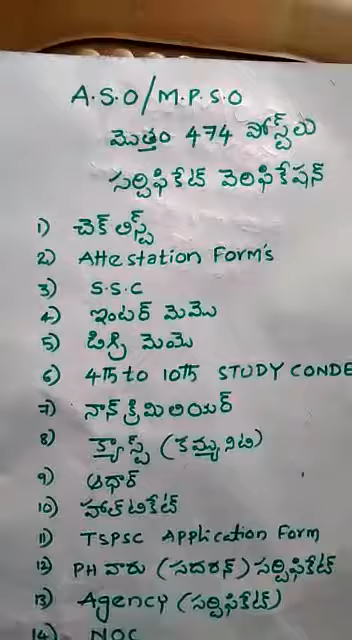 A.S.O/M.P.S.O
మొత్తం 474 పోస్ట్‌లు
సర్టిఫికేట్ వెరిఫికేషన్
1) చెక్ లిస్ట్
2) Attestation Form's
3) S.S.C
4) ఇంటర్ మెమొ
5) డిగ్రి మెమొ
6) 4th to 10th STUDY CONDE
7) నాన్ క్రిమిలియర్
8) క్యాస్ట్ (కమ్యునిటి)
9) ఆధార్
10) హాల్ టికెట్
11) TSPSC Application Form
12) PH వారు (సదరన్) సర్టిఫికేట్
13) Agency (సర్టిఫికేట్)
14) NOC